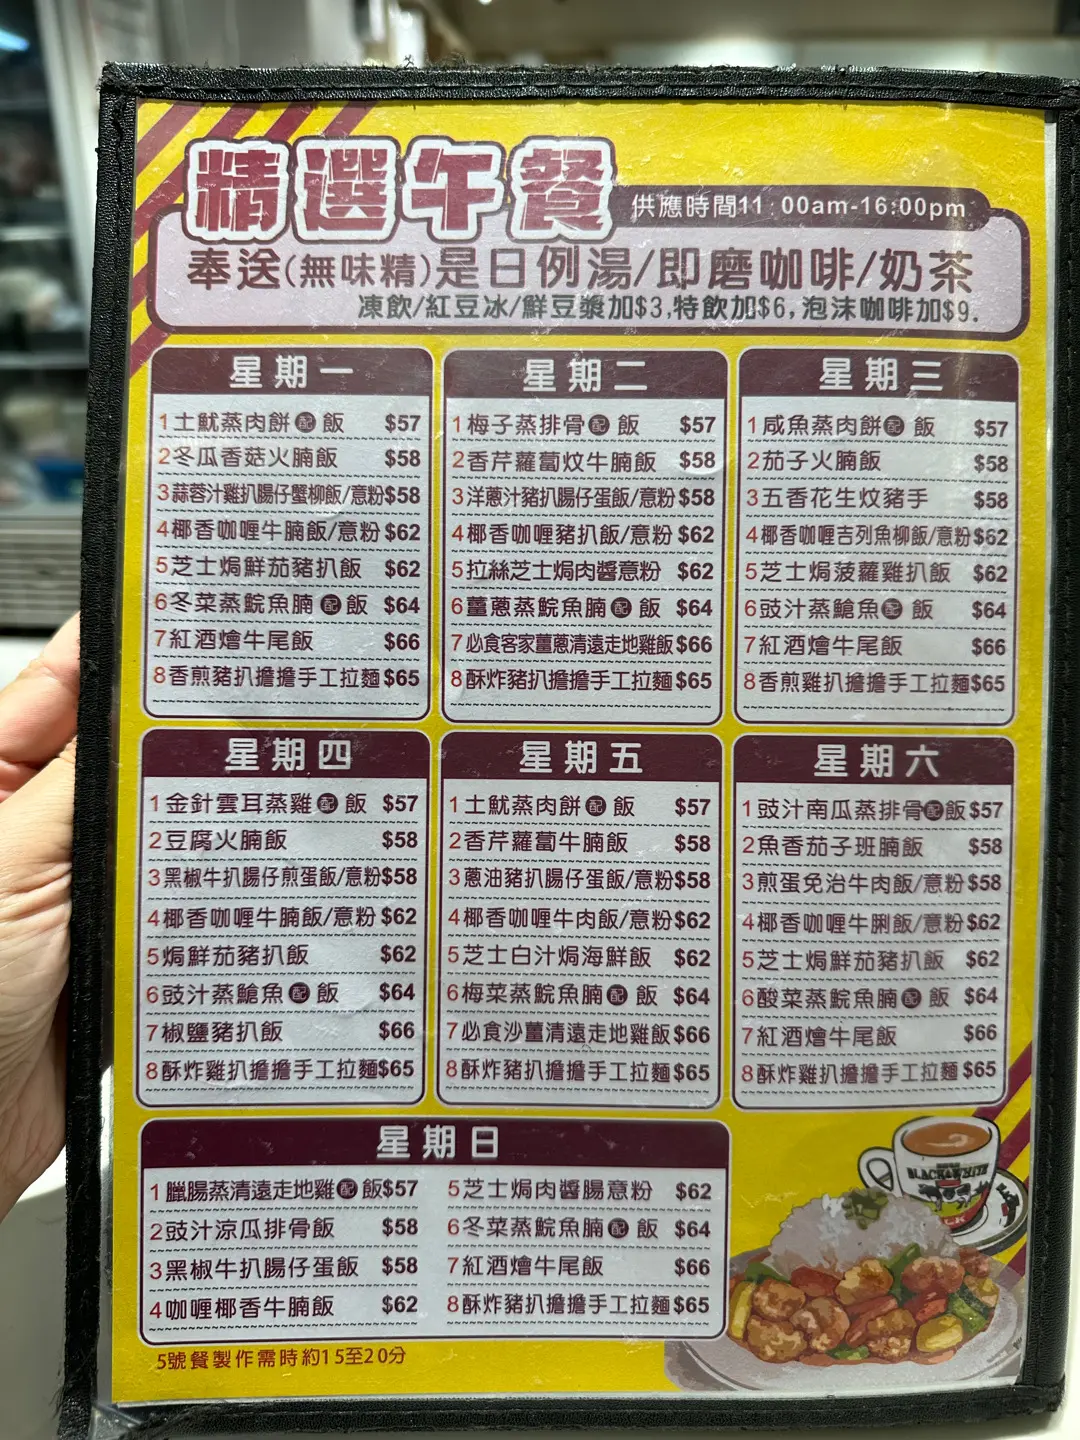 精選午餐
供應時間11:00am-16:00pm
奉送(無味精)是日例湯/即磨咖啡/奶茶
凍飲/紅豆冰/鮮豆漿加$3,特飲加$6,泡沫咖啡加$9.
星期一
1土魷蒸肉餅配飯 $57
2冬瓜香菇火腩飯 $58
3蒜蓉汁雞扒腸仔蟹柳飯/意粉$58
4椰香咖喱牛腩飯/意粉 $62
5芝士焗鮮茄豬扒飯 $62
6冬菜蒸鯇魚腩配飯 $64
7紅酒燴牛尾飯 $66
8香煎豬扒擔擔手工拉麵$65
星期二
1梅子蒸排骨配飯 $57
2香芹蘿蔔炆牛腩飯 $58
3洋蔥汁豬扒腸仔蛋飯/意粉$58
4椰香咖喱豬扒飯/意粉 $62
5拉絲芝士焗肉醬意粉 $62
6薑蔥蒸鯇魚腩配飯 $64
7必食客家薑蔥清遠走地雞飯$66
8酥炸豬扒擔擔手工拉麵$65
星期三
1咸魚蒸肉餅配飯 $57
2茄子火腩飯 $58
3五香花生炆豬手 $58
4椰香咖喱吉列魚柳飯/意粉$62
5芝士焗菠蘿雞扒飯 $62
6豉汁蒸鯧魚配飯 $64
7紅酒燴牛尾飯 $66
8香煎雞扒擔擔手工拉麵$65
星期四
1金針雲耳蒸雞配飯 $57
2豆腐火腩飯 $58
3黑椒牛扒腸仔煎蛋飯/意粉$58
4椰香咖喱牛腩飯/意粉 $62
5焗鮮茄豬扒飯 $62
6豉汁蒸鯧魚配飯 $64
7椒鹽豬扒飯 $66
8酥炸雞扒擔擔手工拉麵$65
星期五
1土魷蒸肉餅配飯 $57
2香芹蘿蔔牛腩飯 $58
3蔥油豬扒腸仔蛋飯/意粉$58
4椰香咖喱牛肉飯/意粉$62
5芝士白汁焗海鮮飯 $62
6梅菜蒸鯇魚腩配飯 $64
7必食沙薑清遠走地雞飯$66
8酥炸豬扒擔擔手工拉麵$65
星期六
1豉汁南瓜蒸排骨配飯$57
2魚香茄子班腩飯 $58
3煎蛋免治牛肉飯/意粉$58
4椰香咖喱牛脷飯/意粉$62
5芝士焗鮮茄豬扒飯 $62
6酸菜蒸鯇魚腩配飯 $64
7紅酒燴牛尾飯 $66
8酥炸雞扒擔擔手工拉麵$65
星期日
1臘腸蒸清遠走地雞配飯$57
2豉汁涼瓜排骨飯 $58
3黑椒牛扒腸仔蛋飯 $58
4咖喱椰香牛腩飯 $62
5芝士焗肉醬腸意粉 $62
6冬菜蒸鯇魚腩配飯 $64
7紅酒燴牛尾飯 $66
8酥炸豬扒擔擔手工拉麵$65
BLACK&WHITE
5號餐製作需時約15至20分